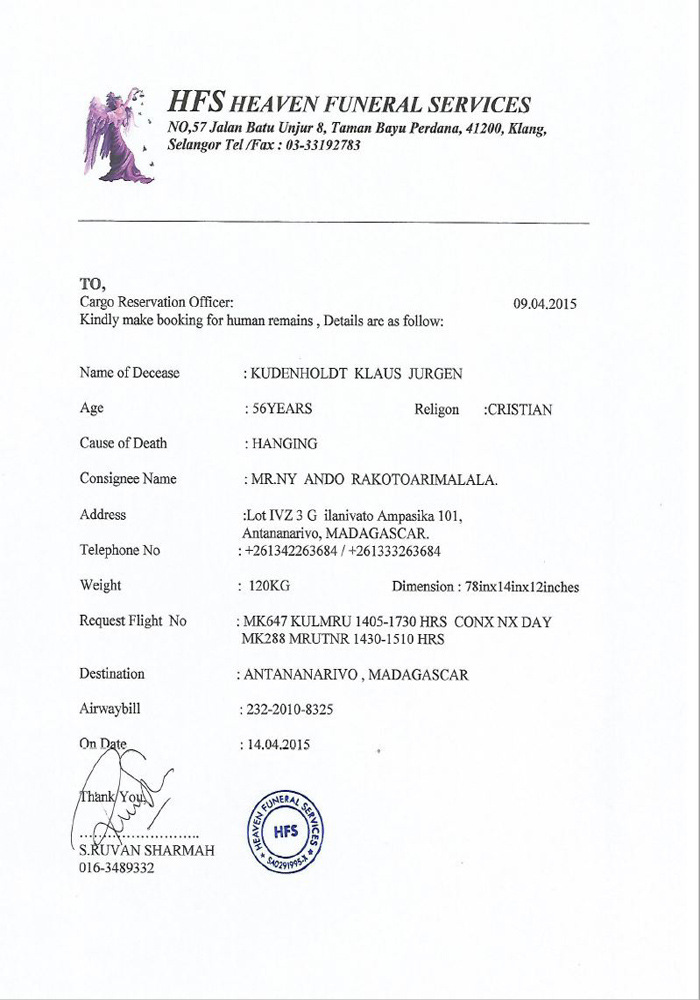 HFS HEAVEN FUNERAL SERVICES
NO,57 Jalan Batu Unjur 8, Taman Bayu Perdana, 41200, Klang,
Selangor Tel /Fax : 03-33192783
TO,
Cargo Reservation Officer: 09.04.2015
Kindly make booking for human remains , Details are as follow:
Name of Decease : KUDENHOLDT KLAUS JURGEN
Age : 56YEARS Religon :CRISTIAN
Cause of Death : HANGING
Consignee Name : MR.NY ANDO RAKOTOARIMALALA.
Address :Lot IVZ 3 G ilanivato Ampasika 101,
Antananarivo, MADAGASCAR.
Telephone No : +261342263684 / +261333263684
Weight : 120KG Dimension : 78inx14inx12inches
Request Flight No : MK647 KULMRU 1405-1730 HRS CONX NX DAY
MK288 MRUTNR 1430-1510 HRS
Destination : ANTANANARIVO , MADAGASCAR
Airwaybill : 232-2010-8325
On Date : 14.04.2015
Thank You,
S.RUVAN SHARMAH
016-3489332
HEAVEN FUNERAL SERVICES
HFS
SA0291995-X